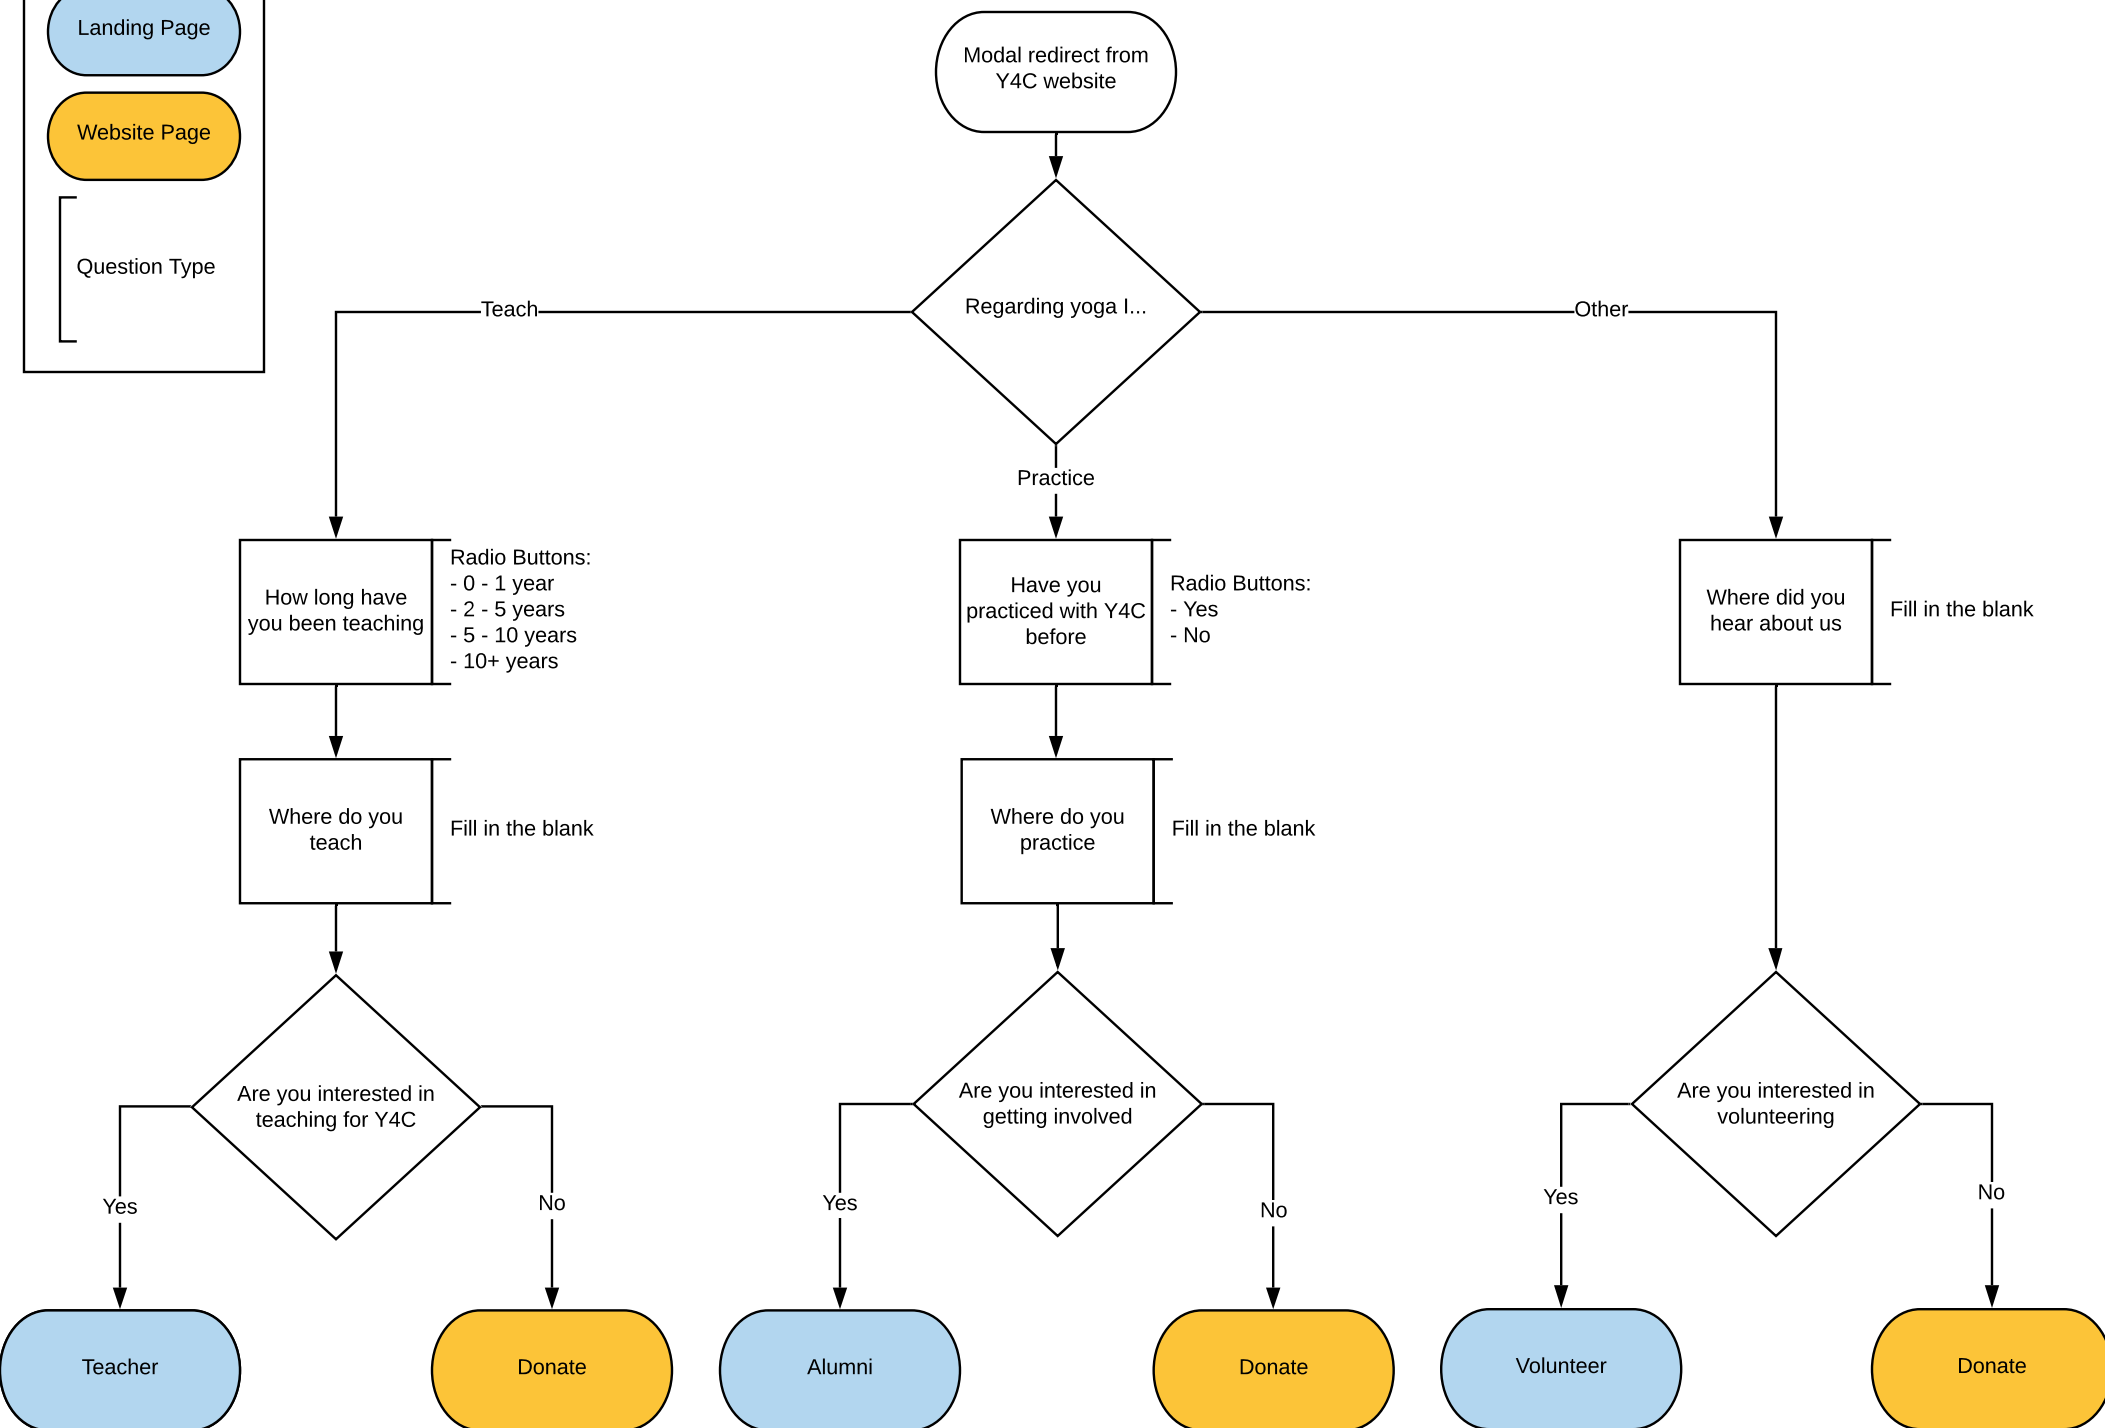 Landing Page
Website Page
Question Type
Modal redirect from
Y4C website
Regarding yoga I...
Teach
Practice
Other
How long have
you been teaching
Radio Buttons:
- 0 - 1 year
- 2 - 5 years
- 5 - 10 years
- 10+ years
Have you
practiced with Y4C
before
Radio Buttons:
- Yes
- No
Where did you
hear about us
Fill in the blank
Where do you
teach
Fill in the blank
Where do you
practice
Fill in the blank
Are you interested in
teaching for Y4C
Are you interested in
getting involved
Are you interested in
volunteering
Yes
No
Yes
No
Yes
No
Teacher
Donate
Alumni
Donate
Volunteer
Donate